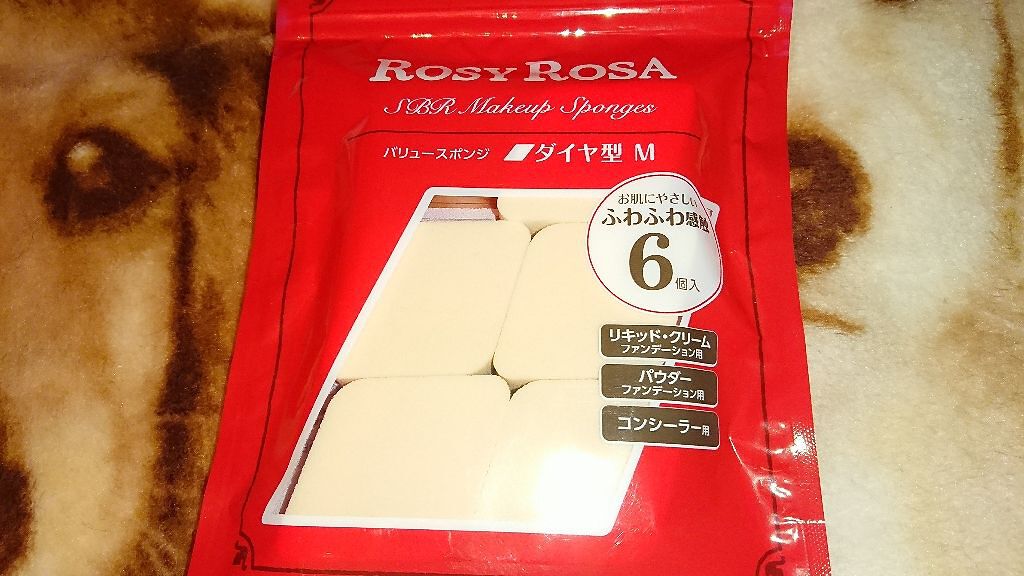 ROSY ROSA
SBR Makeup Sponges
バリュースポンジ ダイヤ型 M
お肌にやさしい
ふわふわ感触
6個入
リキッド・クリーム
ファンデーション用
パウダー
ファンデーション用
コンシーラー用